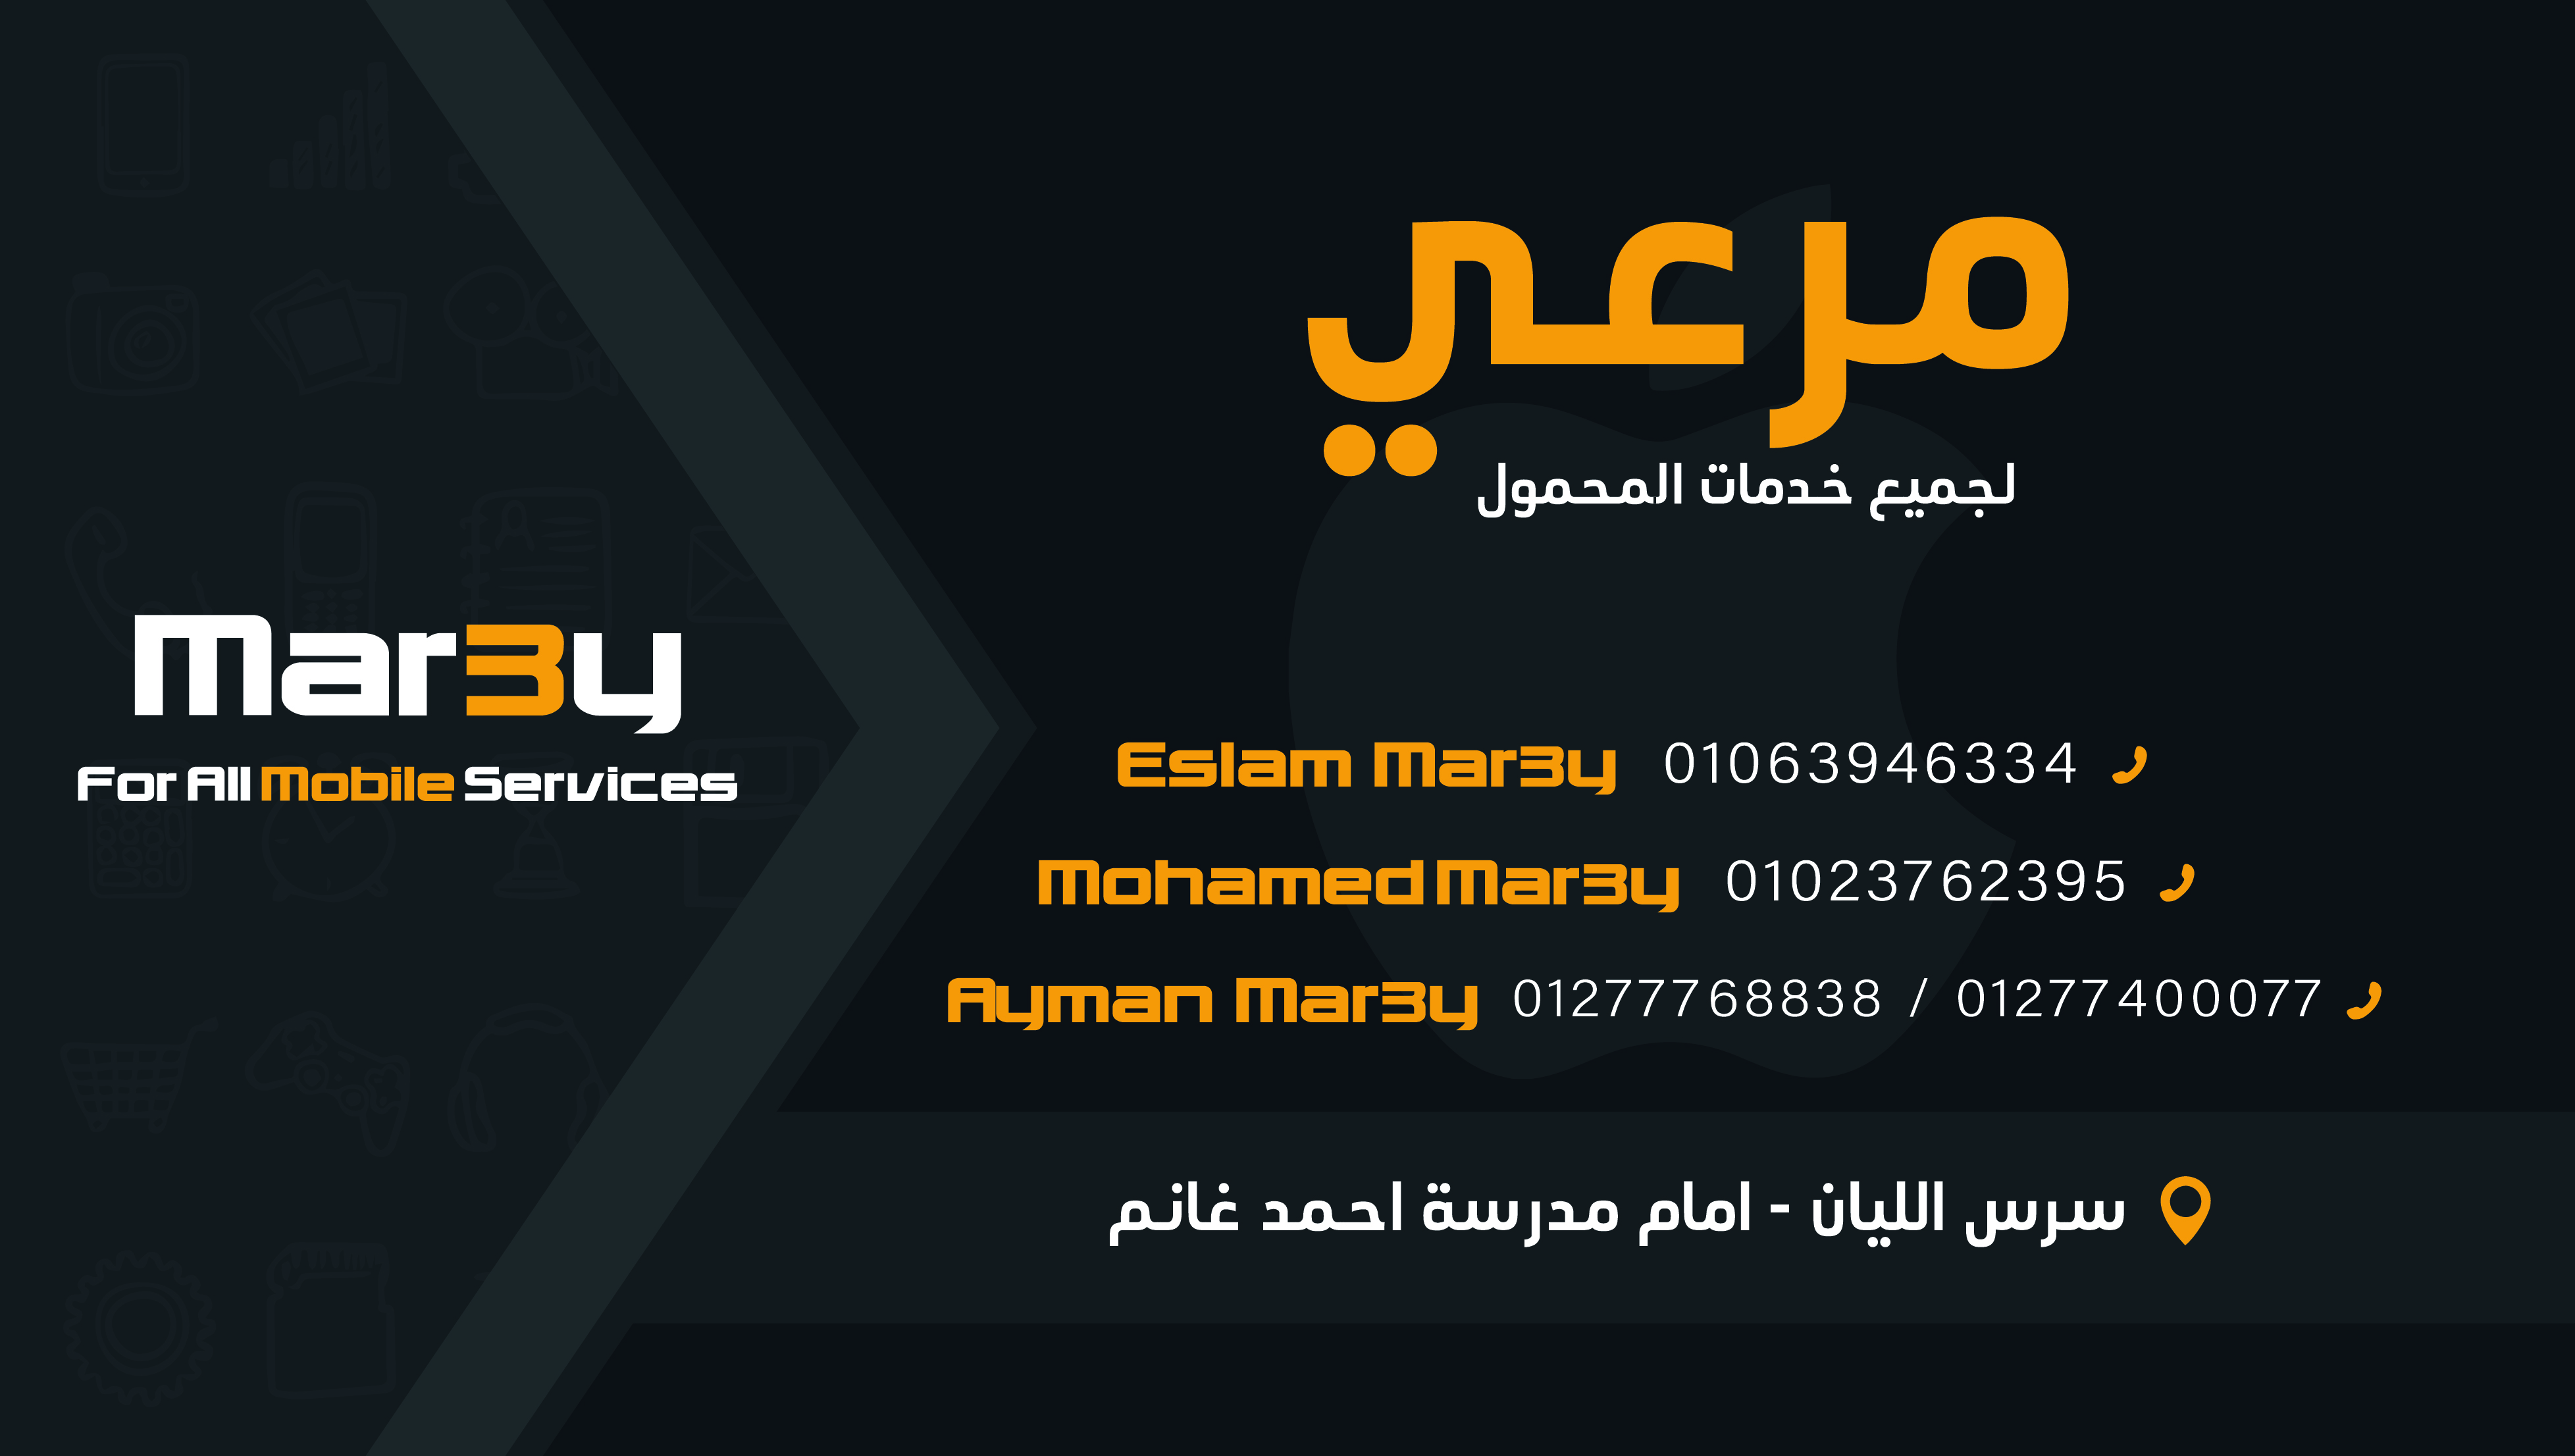 Mar3y
For All Mobile Services
مرعي
لجميع خدمات المحمول
Eslam Mar3y 01063946334
Mohamed Mar3y 01023762395
Ayman Mar3y 01277768838 / 01277400077
سرس الليان - امام مدرسة احمد غانم